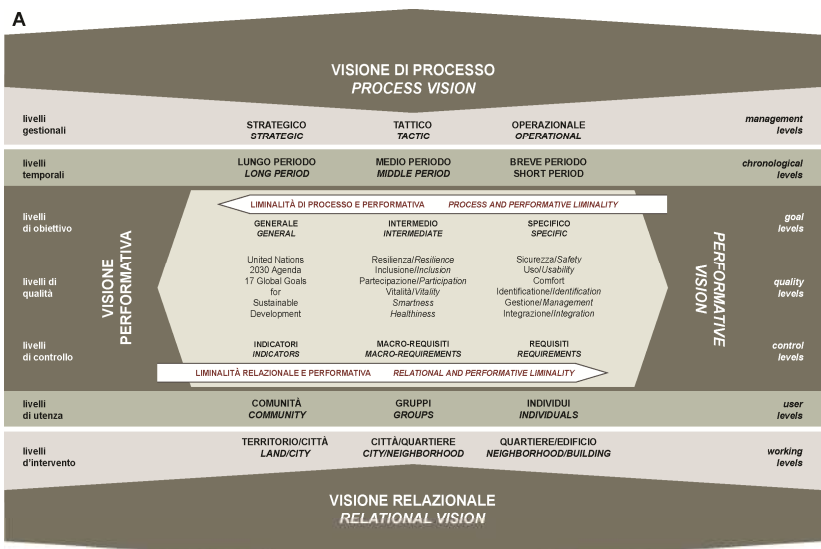 A
VISIONE DI PROCESSO
PROCESS VISION
livelli
gestionali
STRATEGICO
STRATEGIC
TATTICO
TACTIC
OPERAZIONALE
OPERATIONAL
management
levels
livelli
temporali
LUNGO PERIODO
LONG PERIOD
MEDIO PERIODO
MIDDLE PERIOD
BREVE PERIODO
SHORT PERIOD
chronological
levels
VISIONE
PERFORMATIVA
LIMINALITÀ DI PROCESSO E PERFORMATIVA PROCESS AND PERFORMATIVE LIMINALITY
livelli
di obiettivo
GENERALE
GENERAL
INTERMEDIO
INTERMEDIATE
SPECIFICO
SPECIFIC
goal
levels
livelli di
qualità
United Nations
2030 Agenda
17 Global Goals
for
Sustainable
Development
Resilienza/Resilience
Inclusione/Inclusion
Partecipazione/Participation
Vitalità/Vitality
Smartness
Healthiness
Sicurezza/Safety
Uso/Usability
Comfort
Identificazione/Identification
Gestione/Management
Integrazione/Integration
quality
levels
PERFORMATIVE
VISION
livelli
di controllo
INDICATORI
INDICATORS
MACRO-REQUISITI
MACRO-REQUIREMENTS
REQUISITI
REQUIREMENTS
control
levels
LIMINALITÀ RELAZIONALE E PERFORMATIVA RELATIONAL AND PERFORMATIVE LIMINALITY
livelli
di utenza
COMUNITÀ
COMMUNITY
GRUPPI
GROUPS
INDIVIDUI
INDIVIDUALS
user
levels
livelli
d'intervento
TERRITORIO/CITTÀ
LAND/CITY
CITTÀ/QUARTIERE
CITY/NEIGHBORHOOD
QUARTIERE/EDIFICIO
NEIGHBORHOOD/BUILDING
working
levels
VISIONE RELAZIONALE
RELATIONAL VISION